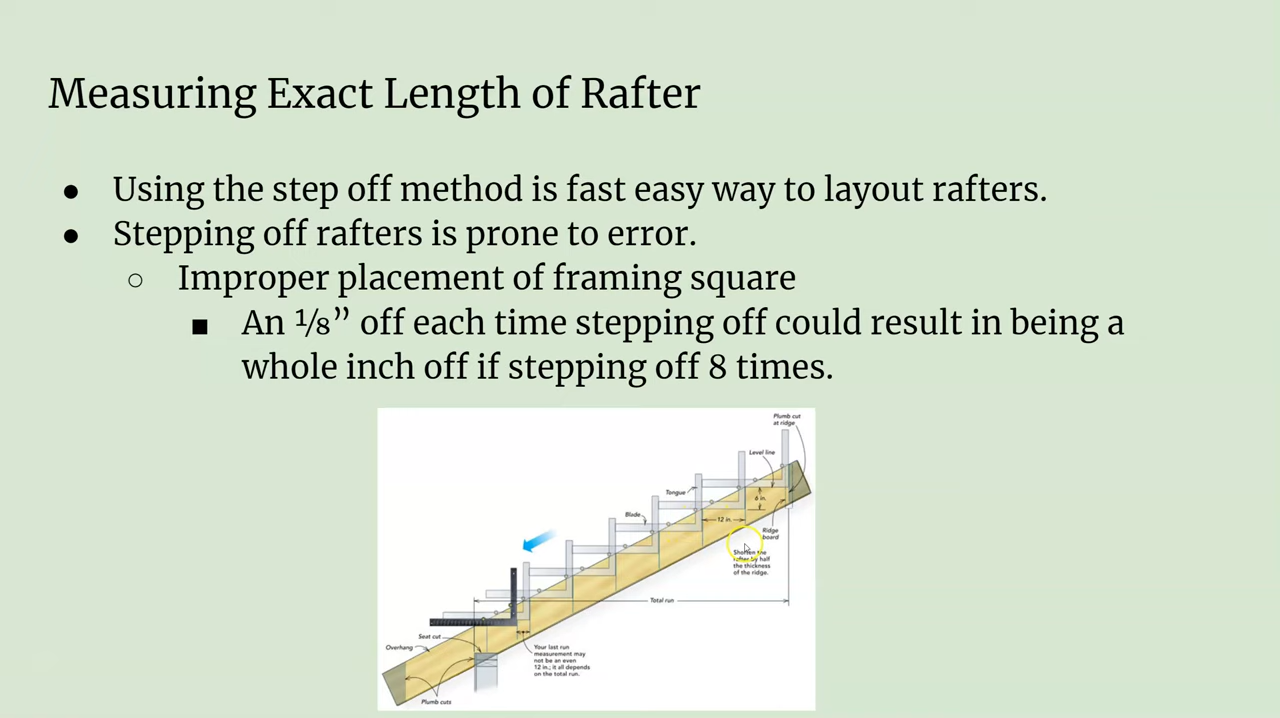 Measuring Exact Length of Rafter
● Using the step off method is fast easy way to layout rafters.
● Stepping off rafters is prone to error.
○ Improper placement of framing square
■ An ⅛” off each time stepping off could result in being a
whole inch off if stepping off 8 times.
Plumb cut
at ridge
Level line
Tongue
6 in.
Blade
12 in.
Ridge
board
Shorten the
rafter by half
the thickness
of the ridge.
Total run
Seat cut
Overhang
Your last run
measurement may
not be an even
12 in.; it all depends
on the total run.
Plumb cuts